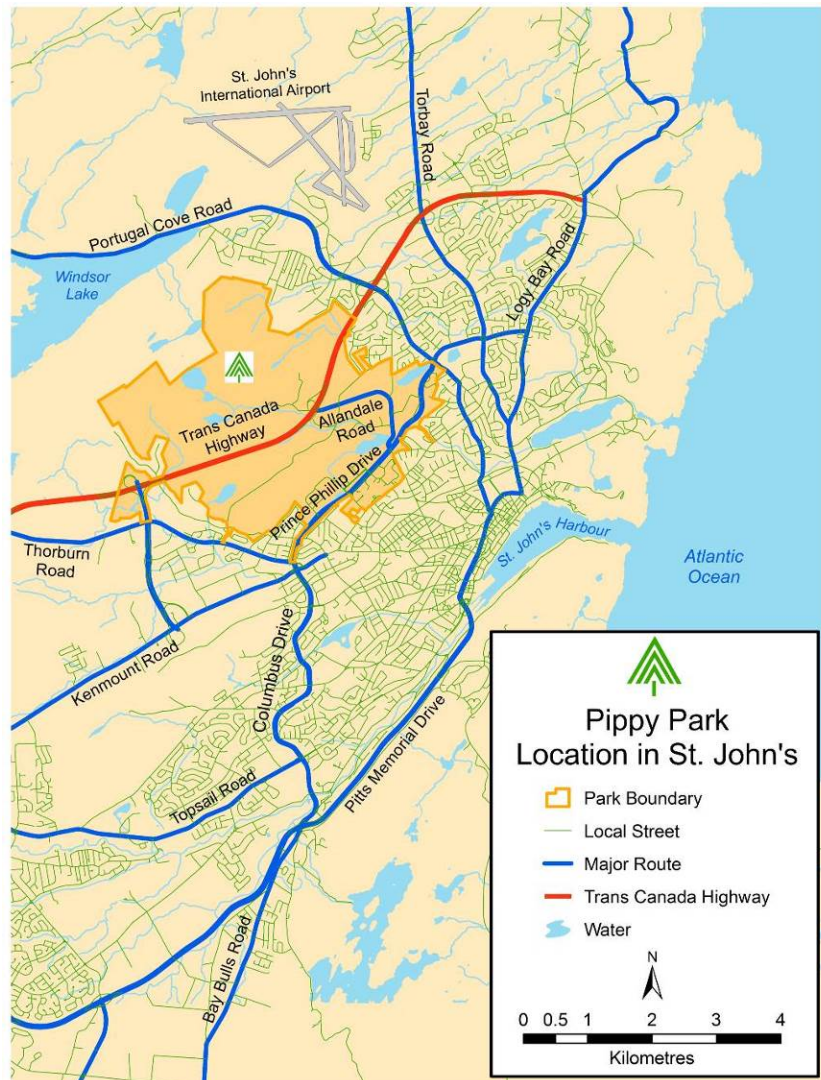 St. John's
International Airport
Torbay Road
Portugal Cove Road
Windsor
Lake
Logy Bay Road
Trans Canada
Highway
Allandale
Road
Prince Phillip Drive
Thorburn
Road
St. John's Harbour
Atlantic
Ocean
Kenmount Road
Columbus Drive
Pitts Memorial Drive
Topsail Road
Bay Bulls Road
Pippy Park
Location in St. John's
Park Boundary
Local Street
Major Route
Trans Canada Highway
Water
N
0 0.5 1 2 3 4
Kilometres